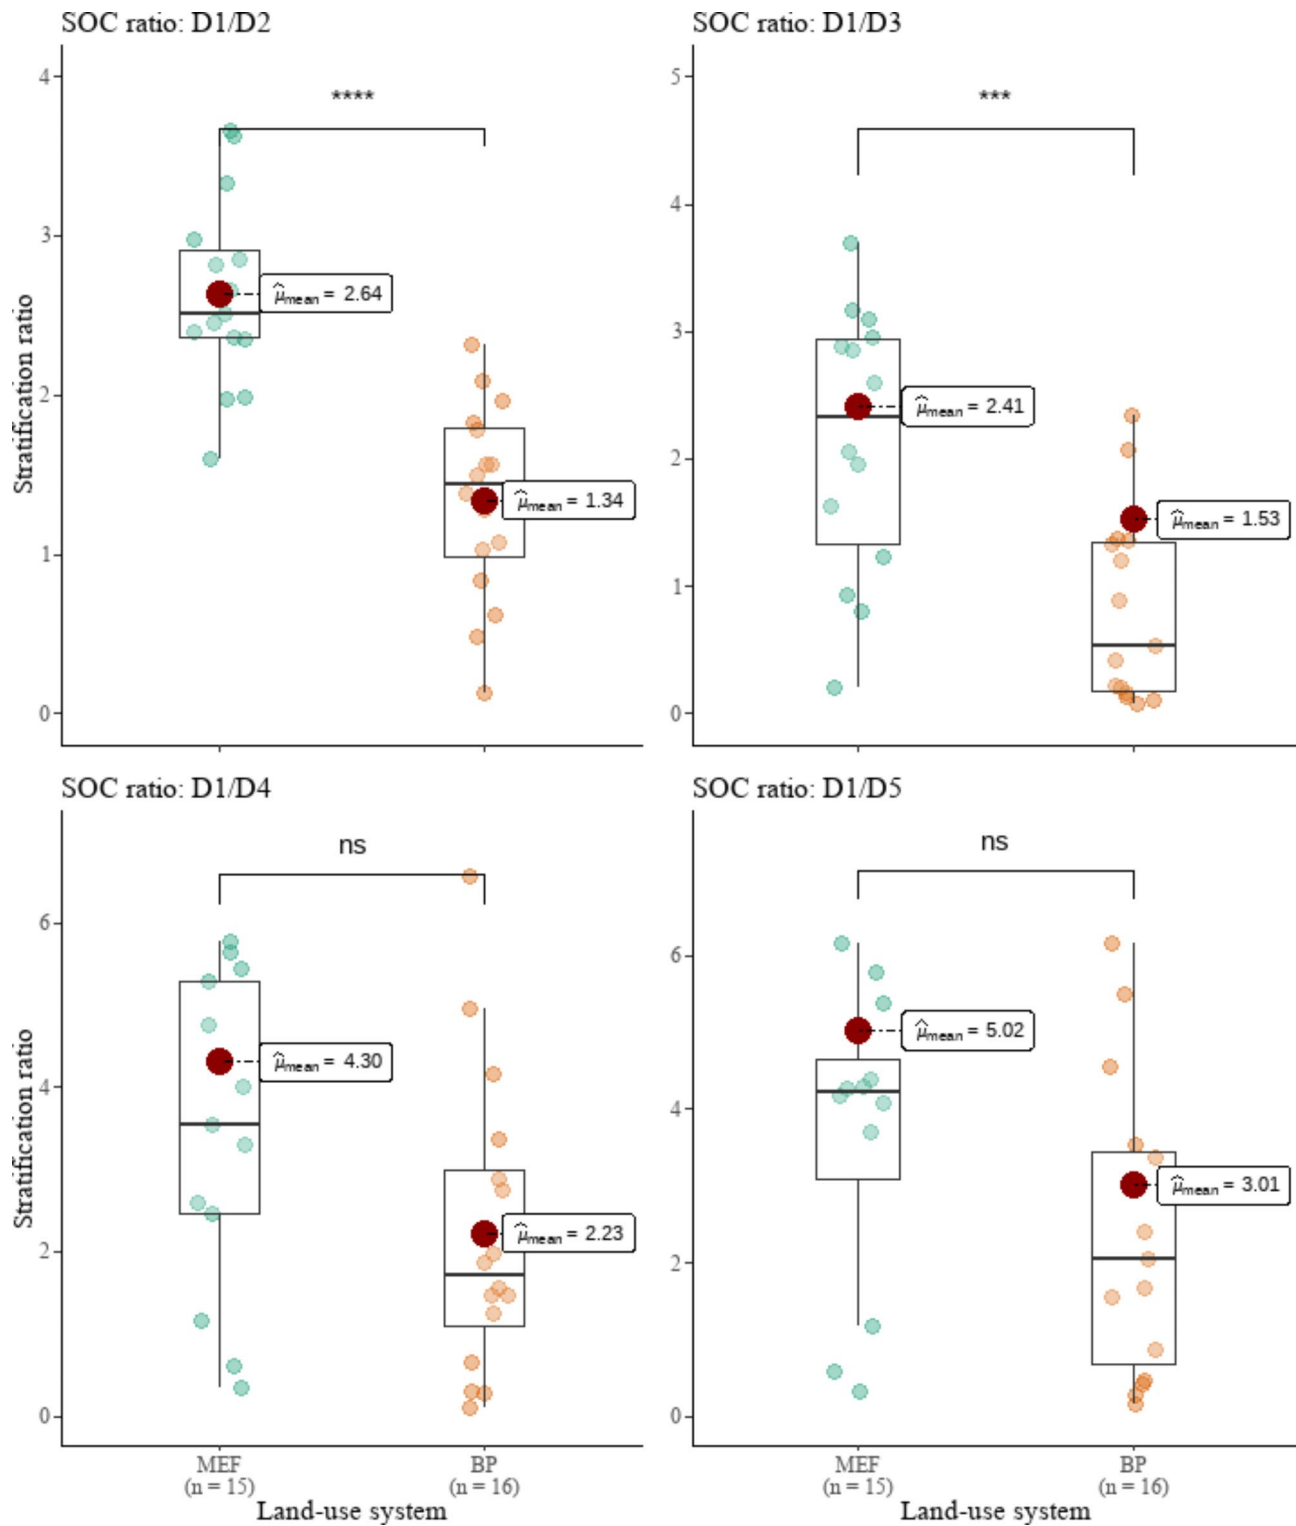 SOC ratio: D1/D2
Stratification ratio
4
3
2
1
0
****
μ̂mean = 2.64
μ̂mean = 1.34
SOC ratio: D1/D3
5
4
3
2
1
0
***
μ̂mean = 2.41
μ̂mean = 1.53
SOC ratio: D1/D4
Stratification ratio
6
4
2
0
ns
μ̂mean = 4.30
μ̂mean = 2.23
MEF
(n = 15)
BP
(n = 16)
Land-use system
SOC ratio: D1/D5
6
4
2
0
ns
μ̂mean = 5.02
μ̂mean = 3.01
MEF
(n = 15)
BP
(n = 16)
Land-use system